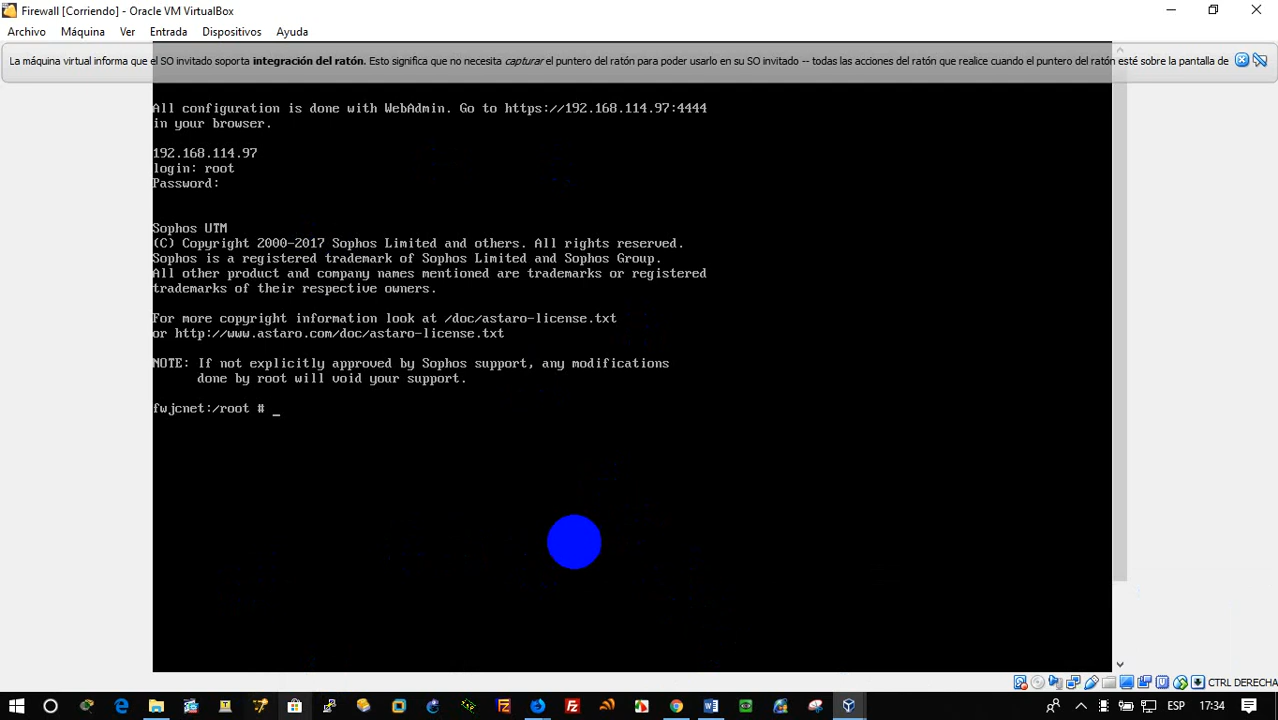 Firewall [Corriendo] - Oracle VM VirtualBox
Archivo Máquina Ver Entrada Dispositivos Ayuda
La máquina virtual informa que el SO invitado soporta integración del ratón. Esto significa que no necesita capturar el puntero del ratón para poder usarlo en su SO invitado -- todas las acciones del ratón que realice cuando el puntero del ratón esté sobre la pantalla de
All configuration is done with WebAdmin. Go to https://192.168.114.97:4444
in your browser.
192.168.114.97
login: root
Password:
Sophos UTM
(C) Copyright 2000-2017 Sophos Limited and others. All rights reserved.
Sophos is a registered trademark of Sophos Limited and Sophos Group.
All other product and company names mentioned are trademarks or registered
trademarks of their respective owners.
For more copyright information look at /doc/astaro-license.txt
or http://www.astaro.com/doc/astaro-license.txt
NOTE: If not explicitly approved by Sophos support, any modifications
done by root will void your support.
fwjcnet:/root # _
CTRL DERECHA
ESP 17:34